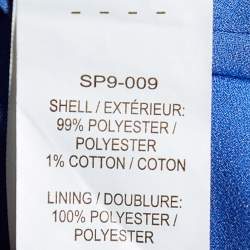 - - - -
SP9-009
SHELL / EXTÉRIEUR:
99% POLYESTER /
POLYESTER
1% COTTON / COTON
LINING / DOUBLURE:
100% POLYESTER /
POLYESTER